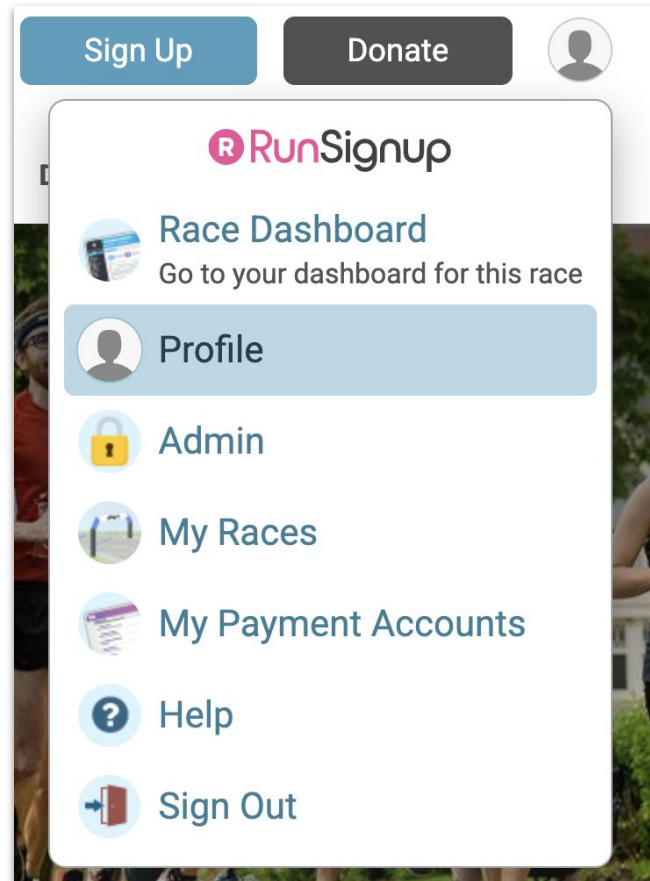 Sign Up
Donate
RunSignup
D
Race Dashboard
Go to your dashboard for this race
Profile
Admin
My Races
My Payment Accounts
Help
Sign Out